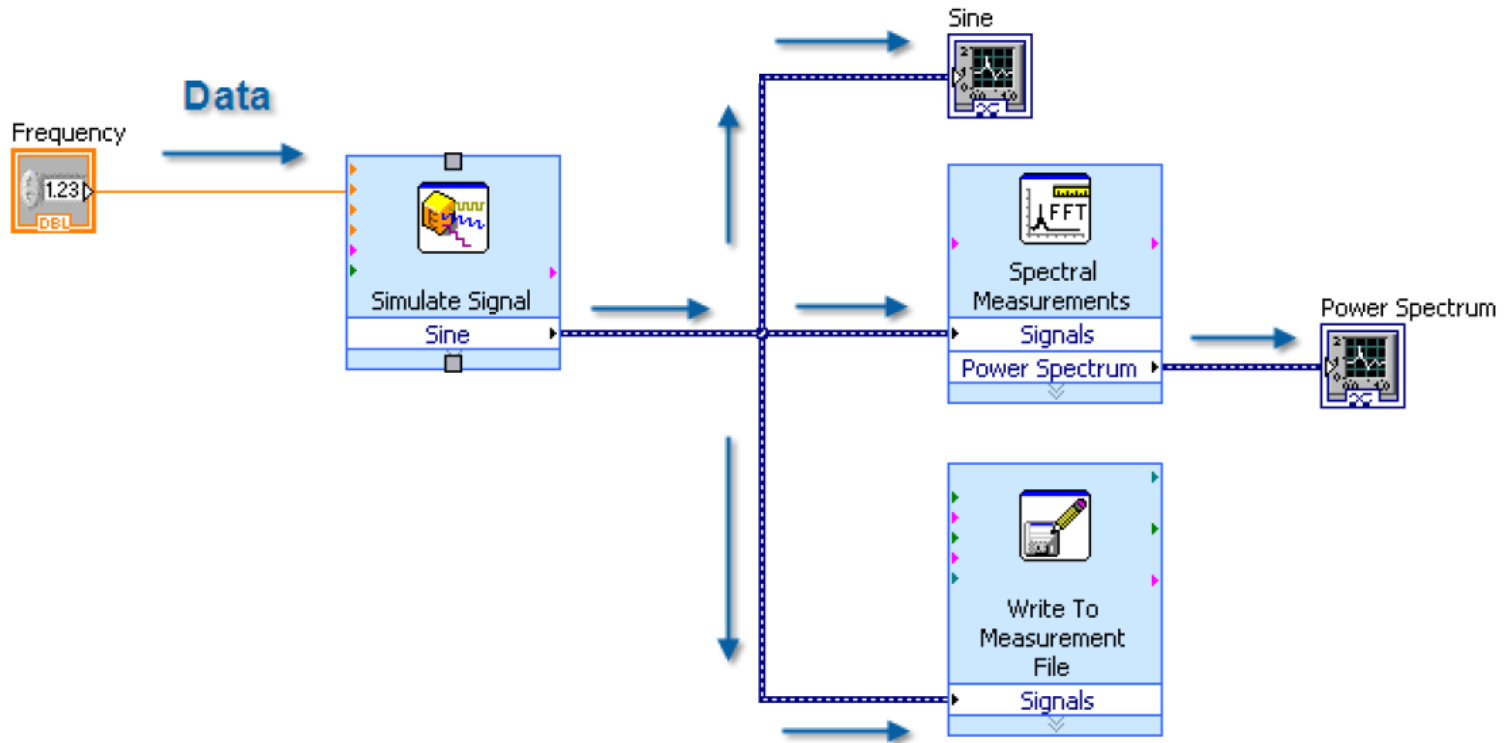 Sine
Data
Frequency
1.23
DBL
Simulate Signal
Sine
FFT
Spectral
Measurements
Signals
Power Spectrum
Power Spectrum
Write To
Measurement
File
Signals